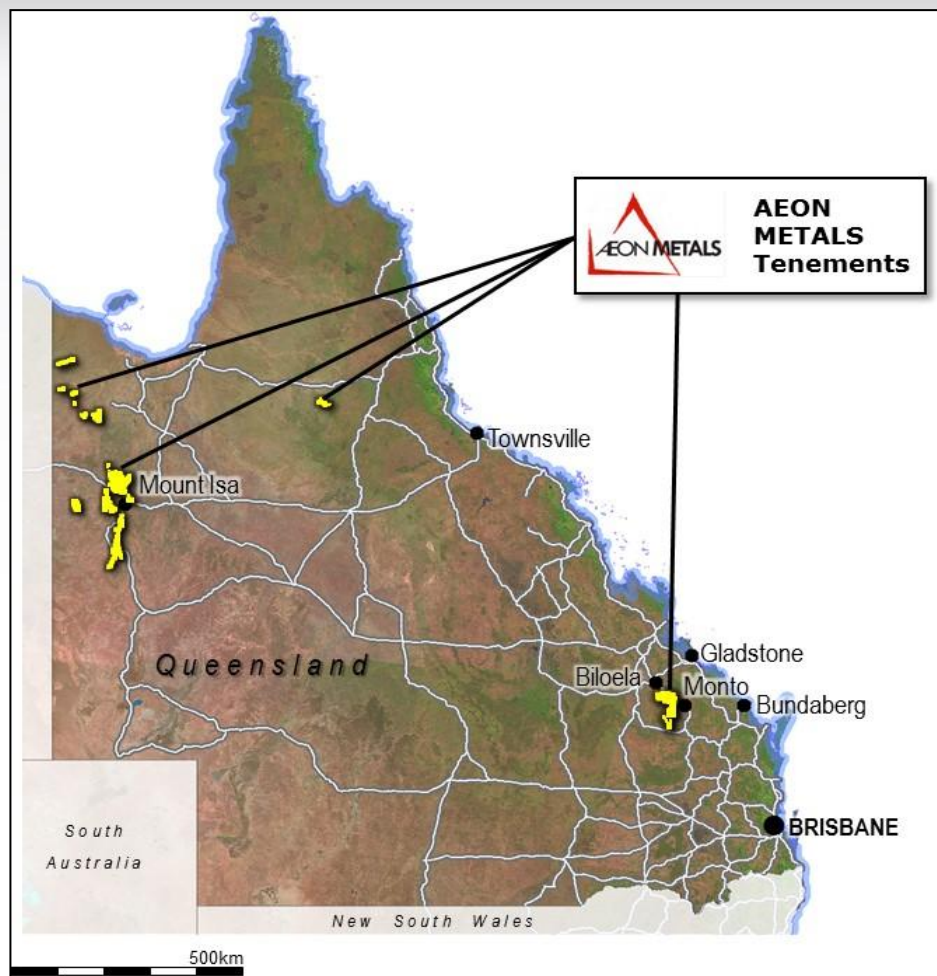 AEON METALS
AEON
METALS
Tenements
Townsville
Mount Isa
Queensland
Gladstone
Biloela
Monto
Bundaberg
BRISBANE
South
Australia
New South Wales
500km